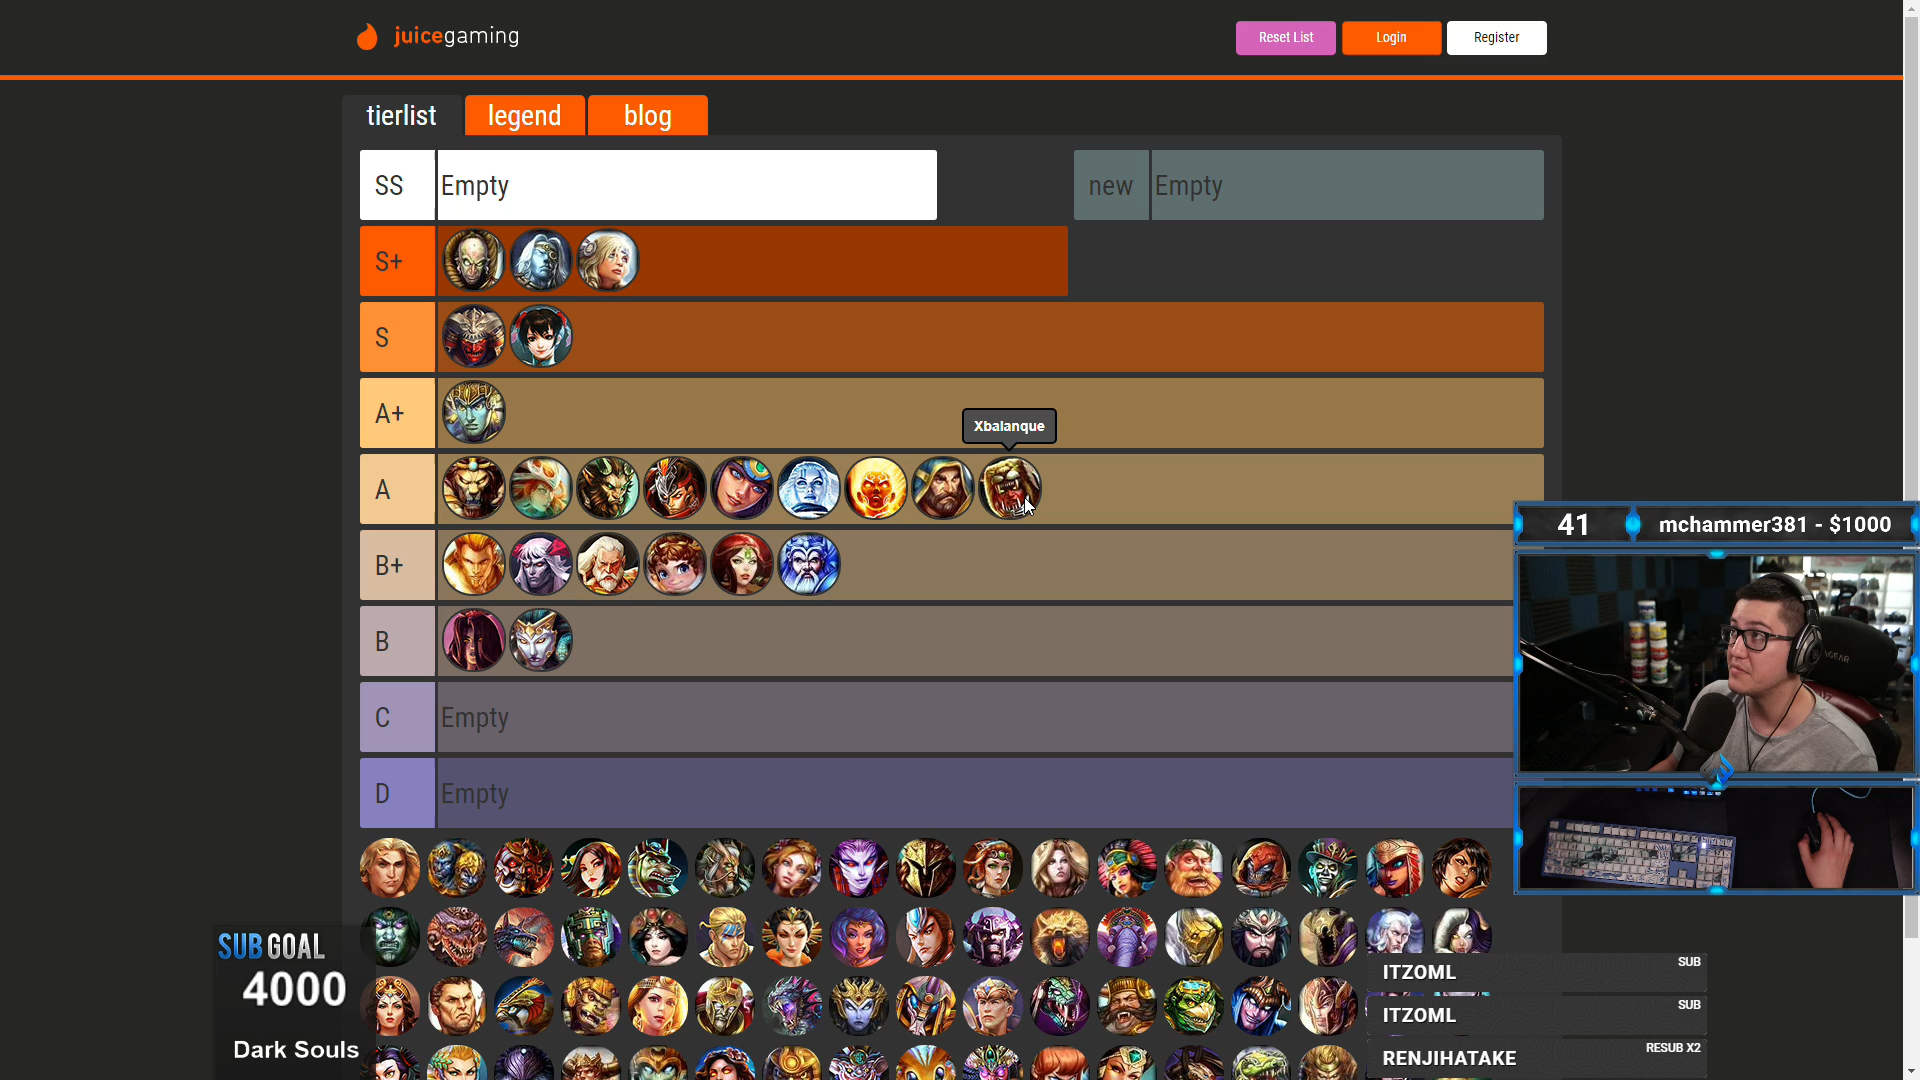 juicegaming
Reset List
Login
Register
tierlist
legend
blog
SS
Empty
new
Empty
S+
S
A+
Xbalanque
A
41
mchammer381 - $1000
B+
B
C
Empty
D
Empty
SUB GOAL
4000
Dark Souls
SUB
ITZOML
SUB
ITZOML
RESUB X2
RENJIHATAKE